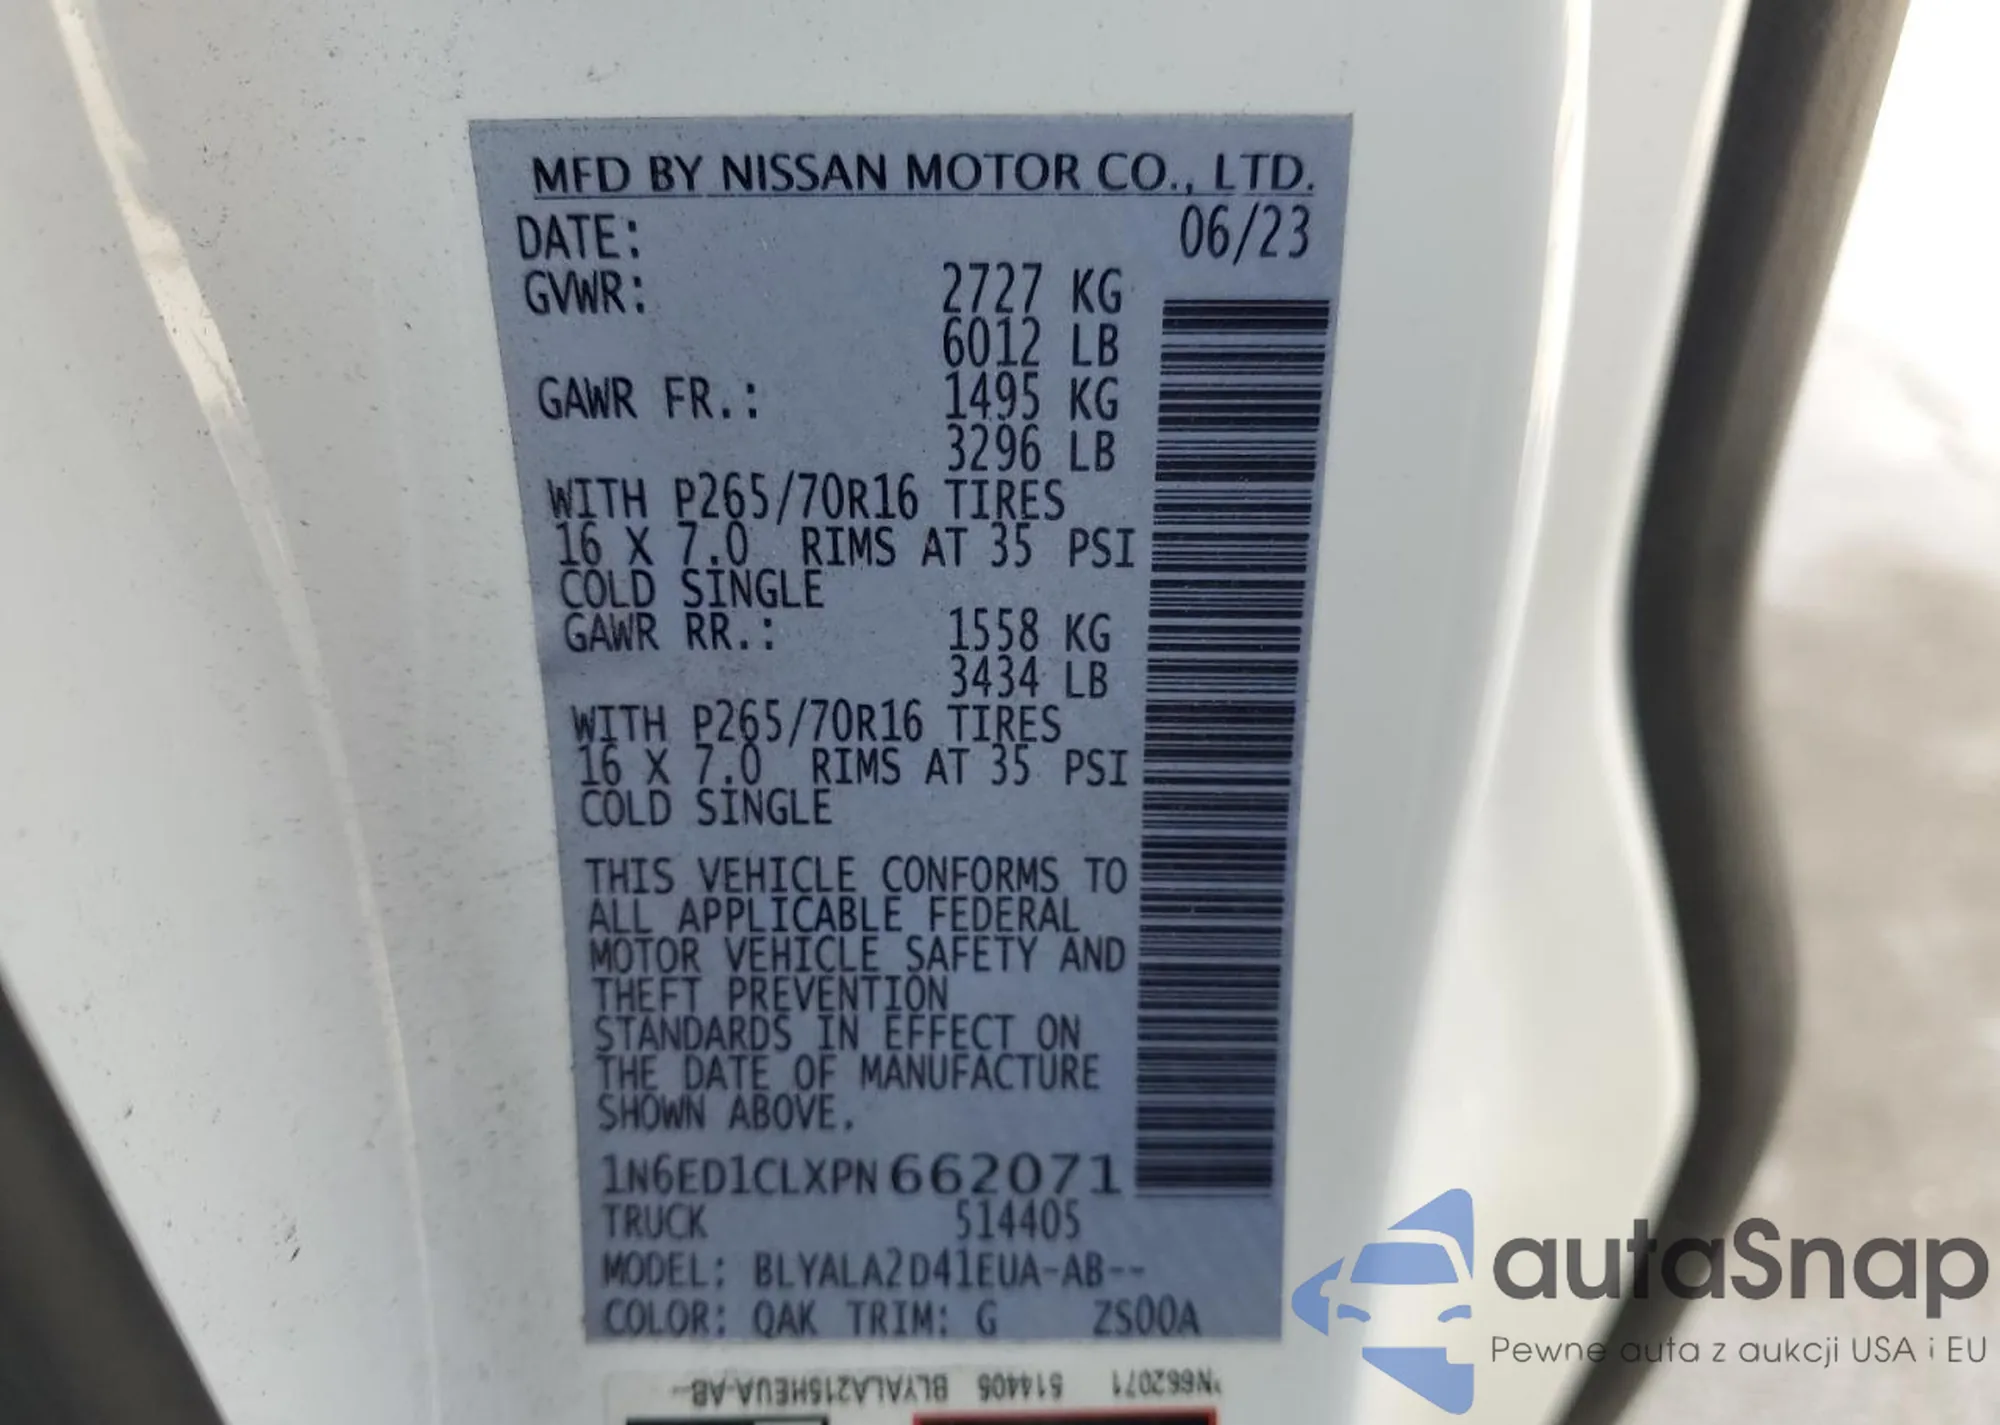 MFD BY NISSAN MOTOR CO., LTD.
DATE: 06/23
GVWR: 2727 KG
6012 LB
GAWR FR.: 1495 KG
3296 LB
WITH P265/70R16 TIRES
16 X 7.0 RIMS AT 35 PSI
COLD SINGLE
GAWR RR.: 1558 KG
3434 LB
WITH P265/70R16 TIRES
16 X 7.0 RIMS AT 35 PSI
COLD SINGLE
THIS VEHICLE CONFORMS TO
ALL APPLICABLE FEDERAL
MOTOR VEHICLE SAFETY AND
THEFT PREVENTION
STANDARDS IN EFFECT ON
THE DATE OF MANUFACTURE
SHOWN ABOVE.
1N6ED1CLXPN662071
TRUCK 514405
MODEL: BLYALA2D41EUA-AB--
COLOR: QAK TRIM: G ZS00A
N662071 514405
autaSnap
Pewne auta z aukcji USA i EU